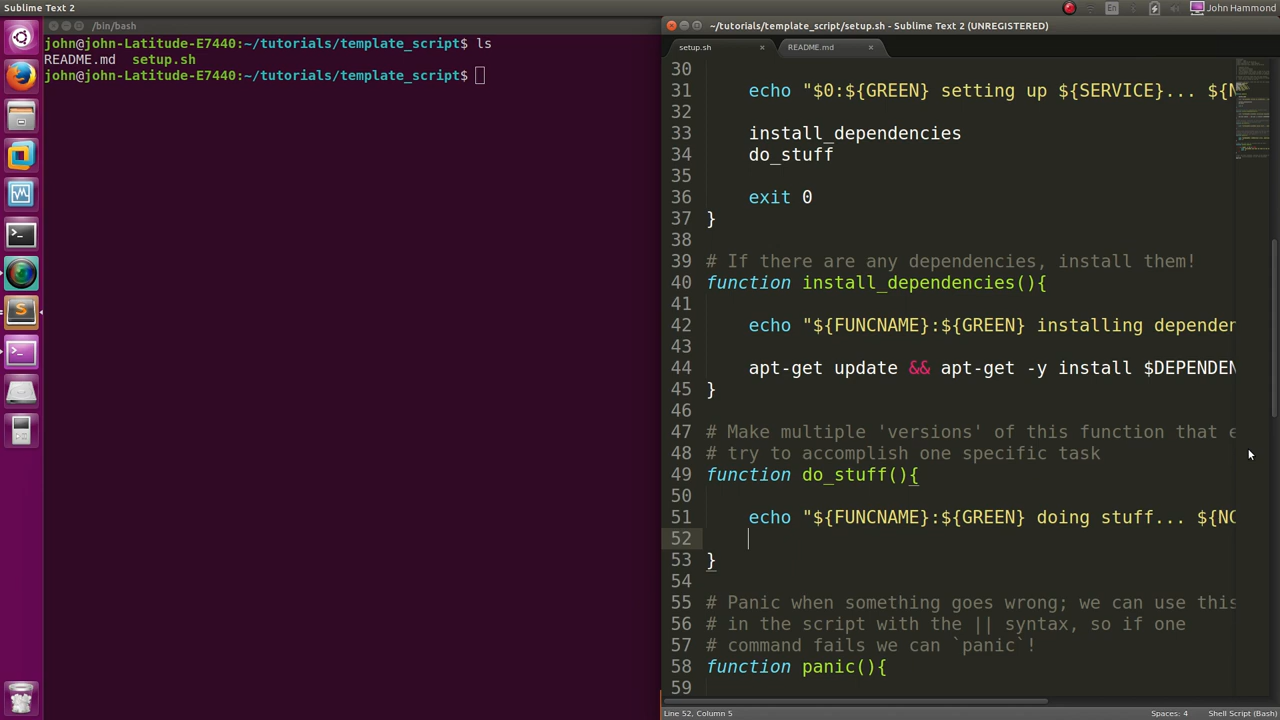 Sublime Text 2
En
John Hammond
/bin/bash
john@john-Latitude-E7440:~/tutorials/template_script$ ls
README.md  setup.sh
john@john-Latitude-E7440:~/tutorials/template_script$
~/tutorials/template_script/setup.sh - Sublime Text 2 (UNREGISTERED)
setup.sh
README.md
30
31     echo "$0:${GREEN} setting up ${SERVICE}... ${N
32
33     install_dependencies
34     do_stuff
35
36     exit 0
37 }
38
39 # If there are any dependencies, install them!
40 function install_dependencies(){
41
42     echo "${FUNCNAME}:${GREEN} installing dependen
43
44     apt-get update && apt-get -y install $DEPENDEN
45 }
46
47 # Make multiple 'versions' of this function that e
48 # try to accomplish one specific task
49 function do_stuff(){
50
51     echo "${FUNCNAME}:${GREEN} doing stuff... ${NO
52
53 }
54
55 # Panic when something goes wrong; we can use this
56 # in the script with the || syntax, so if one
57 # command fails we can `panic`!
58 function panic(){
59
Line 52, Column 5
Spaces: 4
Shell Script (Bash)